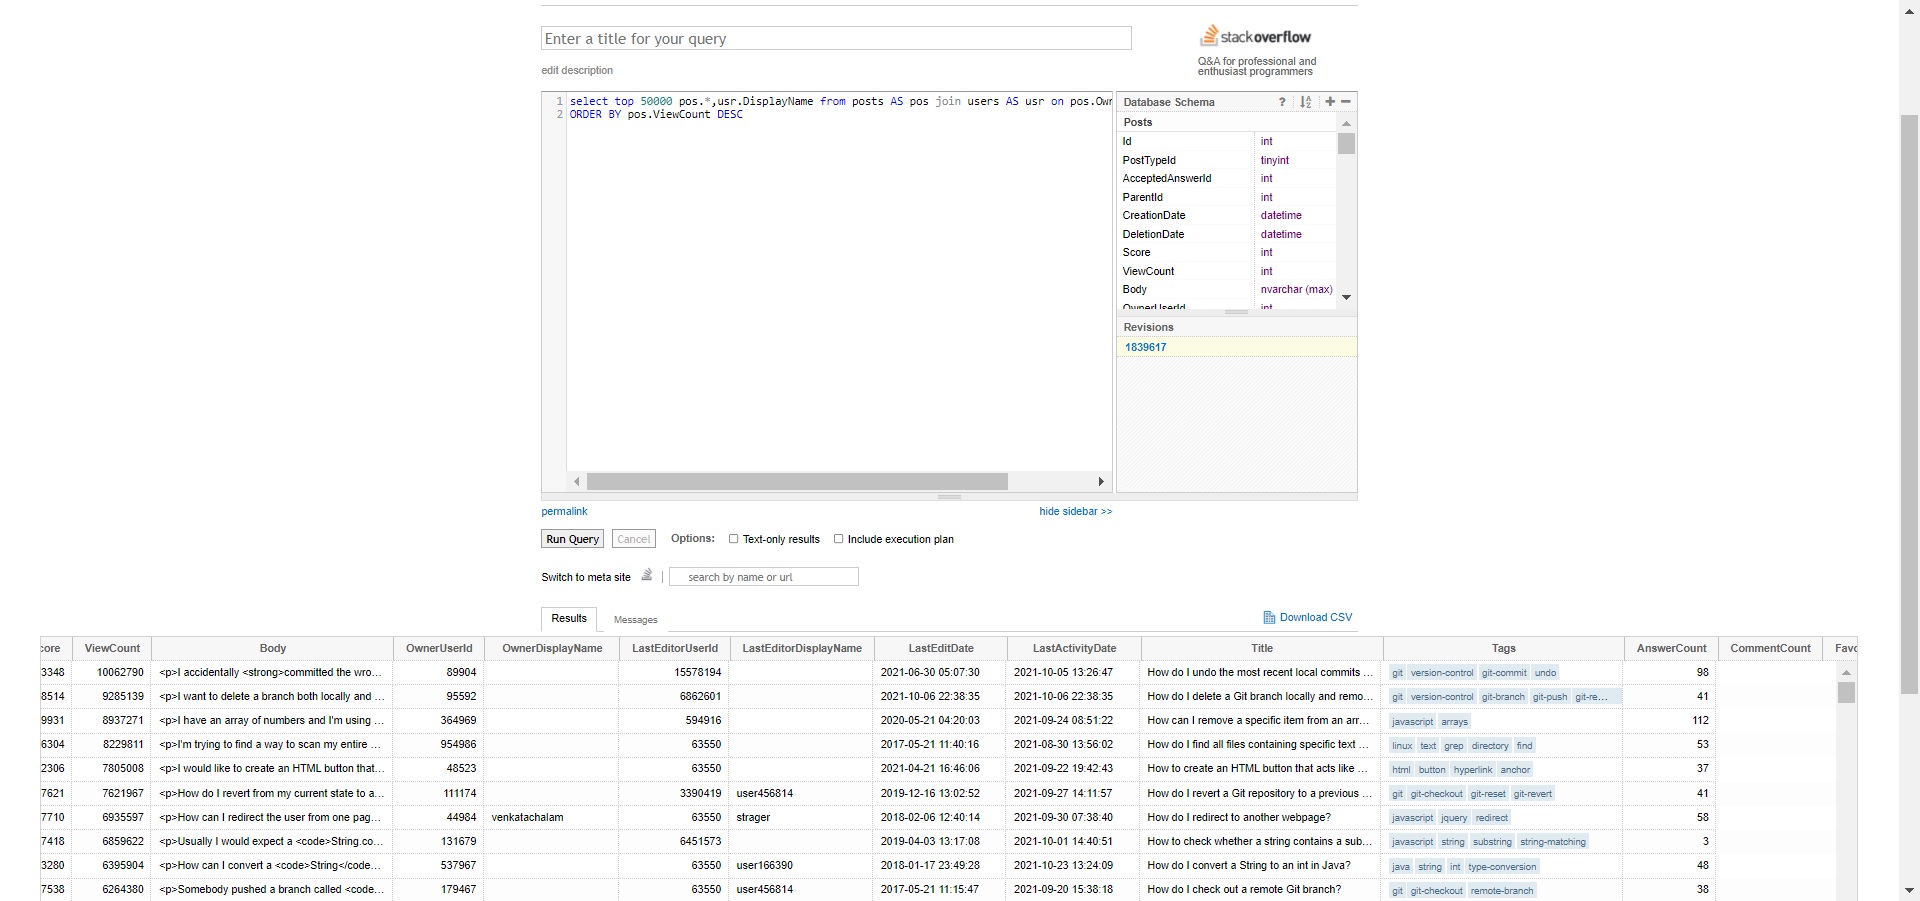 Enter a title for your query
stackoverflow
Q&A for professional and
enthusiast programmers
edit description
1 select top 50000 pos.*,usr.DisplayName from posts AS pos join users AS usr on pos.Owr
2 ORDER BY pos.ViewCount DESC
Database Schema ? + −
Posts
Id int
PostTypeId tinyint
AcceptedAnswerId int
ParentId int
CreationDate datetime
DeletionDate datetime
Score int
ViewCount int
Body nvarchar (max)
OwnerUserId int
Revisions
1839617
permalink hide sidebar >>
Run Query Cancel Options: Text-only results Include execution plan
Switch to meta site | search by name or url
Results Messages Download CSV
core ViewCount Body OwnerUserId OwnerDisplayName LastEditorUserId LastEditorDisplayName LastEditDate LastActivityDate Title Tags AnswerCount CommentCount Favc
3348 10062790 <p>I accidentally <strong>committed the wro... 89904 15578194 2021-06-30 05:07:30 2021-10-05 13:26:47 How do I undo the most recent local commits ... git version-control git-commit undo 98
8514 9285139 <p>I want to delete a branch both locally and ... 95592 6862601 2021-10-06 22:38:35 2021-10-06 22:38:35 How do I delete a Git branch locally and remo... git version-control git-branch git-push git-re... 41
9931 8937271 <p>I have an array of numbers and I'm using ... 364969 594916 2020-05-21 04:20:03 2021-09-24 08:51:22 How can I remove a specific item from an arr... javascript arrays 112
6304 8229811 <p>I'm trying to find a way to scan my entire ... 954986 63550 2017-05-21 11:40:16 2021-08-30 13:56:02 How do I find all files containing specific text ... linux text grep directory find 53
2306 7805008 <p>I would like to create an HTML button that... 48523 63550 2021-04-21 16:46:06 2021-09-22 19:42:43 How to create an HTML button that acts like ... html button hyperlink anchor 37
7621 7621967 <p>How do I revert from my current state to a... 111174 3390419 user456814 2019-12-16 13:02:52 2021-09-27 14:11:57 How do I revert a Git repository to a previous ... git git-checkout git-reset git-revert 41
7710 6935597 <p>How can I redirect the user from one pag... 44984 venkatachalam 63550 strager 2018-02-06 12:40:14 2021-09-30 07:38:40 How do I redirect to another webpage? javascript jquery redirect 58
7418 6859622 <p>Usually I would expect a <code>String.co... 131679 6451573 2019-04-03 13:17:08 2021-10-01 14:40:51 How to check whether a string contains a sub... javascript string substring string-matching 3
3280 6395904 <p>How can I convert a <code>String</code... 537967 63550 user166390 2018-01-17 23:49:28 2021-10-23 13:24:09 How do I convert a String to an int in Java? java string int type-conversion 48
7538 6264380 <p>Somebody pushed a branch called <code... 179467 63550 user456814 2017-05-21 11:15:47 2021-09-20 15:38:18 How do I check out a remote Git branch? git git-checkout remote-branch 38